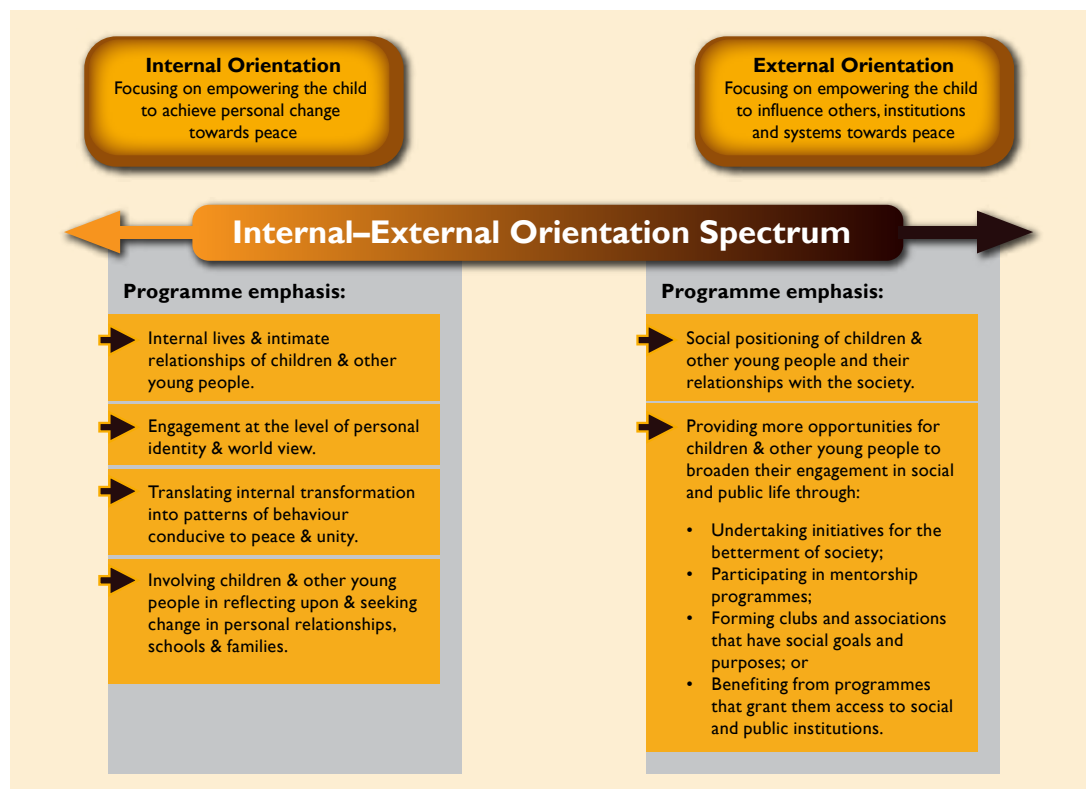 Internal Orientation
Focusing on empowering the child
to achieve personal change
towards peace
External Orientation
Focusing on empowering the child
to influence others, institutions
and systems towards peace
Internal–External Orientation Spectrum
Programme emphasis:
Internal lives & intimate
relationships of children & other
young people.
Engagement at the level of personal
identity & world view.
Translating internal transformation
into patterns of behaviour
conducive to peace & unity.
Involving children & other young
people in reflecting upon & seeking
change in personal relationships,
schools & families.
Programme emphasis:
Social positioning of children &
other young people and their
relationships with the society.
Providing more opportunities for
children & other young people to
broaden their engagement in social
and public life through:
• Undertaking initiatives for the
betterment of society;
• Participating in mentorship
programmes;
• Forming clubs and associations
that have social goals and
purposes; or
• Benefiting from programmes
that grant them access to social
and public institutions.